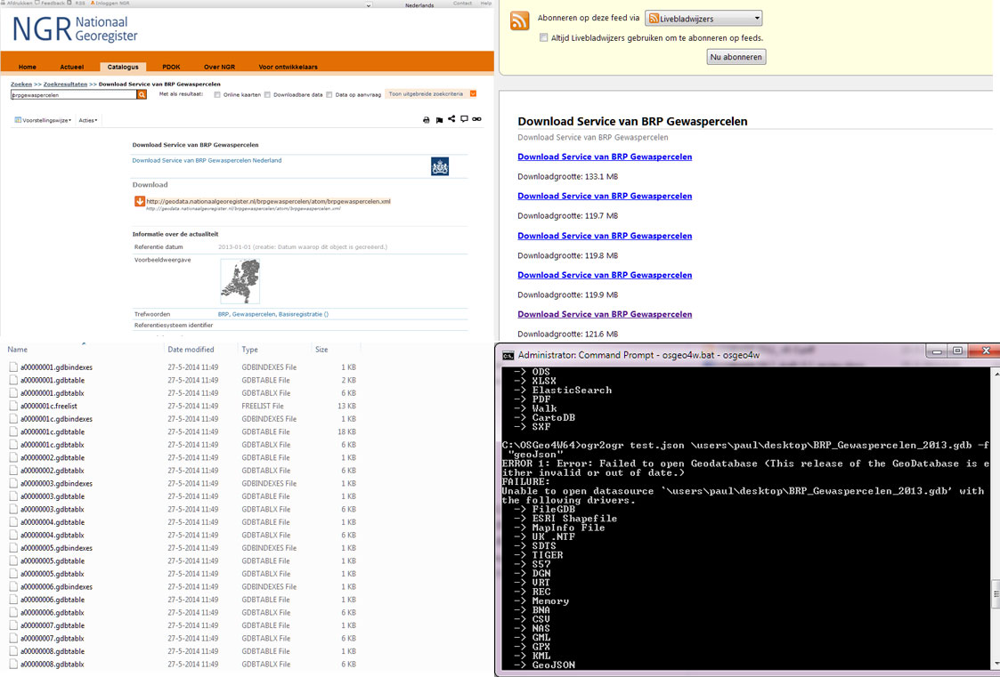 Afdrukken Feedback RSS Inloggen NGR Nederlands Contact Help
NGR Nationaal Georegister
Home Actueel Catalogus PDOK Over NGR Voor ontwikkelaars
Zoeken >> Zoekresultaten >> Download Service van BRP Gewaspercelen
brpgewaspercelen Met als resultaat: Online kaarten Downloadbare data Data op aanvraag Toon uitgebreide zoekcriteria
Voorstellingswijze Acties
Download Service van BRP Gewaspercelen
Download Service van BRP Gewaspercelen Nederland
Download
http://geodata.nationaalgeoregister.nl/brpgewaspercelen/atom/brpgewaspercelen.xml
http://geodata.nationaalgeoregister.nl/brpgewaspercelen/atom/brpgewaspercelen.xml
Informatie over de actualiteit
Referentie datum 2013-01-01 (creatie: Datum waarop dit object is gecreëerd.)
Voorbeeldweergave
Trefwoorden BRP, Gewaspercelen, Basisregistratie ()
Referentiesysteem identifier
Abonneren op deze feed via Livebladwijzers
Altijd Livebladwijzers gebruiken om te abonneren op feeds.
Nu abonneren
Download Service van BRP Gewaspercelen
Download Service van BRP Gewaspercelen
Download Service van BRP Gewaspercelen
Downloadgrootte: 133.1 MB
Download Service van BRP Gewaspercelen
Downloadgrootte: 119.7 MB
Download Service van BRP Gewaspercelen
Downloadgrootte: 119.8 MB
Download Service van BRP Gewaspercelen
Downloadgrootte: 119.9 MB
Download Service van BRP Gewaspercelen
Downloadgrootte: 121.6 MB
Name Date modified Type Size
a00000001.gdbindexes 27-5-2014 11:49 GDBINDEXES File 1 KB
a00000001.gdbtable 27-5-2014 11:49 GDBTABLE File 2 KB
a00000001.gdbtablx 27-5-2014 11:49 GDBTABLX File 6 KB
a0000001c.freelist 27-5-2014 11:49 FREELIST File 13 KB
a0000001c.gdbindexes 27-5-2014 11:49 GDBINDEXES File 1 KB
a0000001c.gdbtable 27-5-2014 11:49 GDBTABLE File 18 KB
a0000001c.gdbtablx 27-5-2014 11:49 GDBTABLX File 6 KB
a00000002.gdbtable 27-5-2014 11:49 GDBTABLE File 1 KB
a00000002.gdbtablx 27-5-2014 11:49 GDBTABLX File 6 KB
a00000003.gdbindexes 27-5-2014 11:49 GDBINDEXES File 1 KB
a00000003.gdbtable 27-5-2014 11:49 GDBTABLE File 1 KB
a00000003.gdbtablx 27-5-2014 11:49 GDBTABLX File 6 KB
a00000004.gdbtable 27-5-2014 11:49 GDBTABLE File 1 KB
a00000004.gdbtablx 27-5-2014 11:49 GDBTABLX File 6 KB
a00000005.gdbindexes 27-5-2014 11:49 GDBINDEXES File 1 KB
a00000005.gdbtable 27-5-2014 11:49 GDBTABLE File 1 KB
a00000005.gdbtablx 27-5-2014 11:49 GDBTABLX File 6 KB
a00000006.gdbindexes 27-5-2014 11:49 GDBINDEXES File 1 KB
a00000006.gdbtable 27-5-2014 11:49 GDBTABLE File 1 KB
a00000006.gdbtablx 27-5-2014 11:49 GDBTABLX File 6 KB
a00000007.gdbtable 27-5-2014 11:49 GDBTABLE File 1 KB
a00000007.gdbtablx 27-5-2014 11:49 GDBTABLX File 6 KB
a00000008.gdbtable 27-5-2014 11:49 GDBTABLE File 1 KB
a00000008.gdbtablx 27-5-2014 11:49 GDBTABLX File 6 KB
Administrator: Command Prompt - osgeo4w.bat - osgeo4w
-> ODS
-> XLSX
-> ElasticSearch
-> PDF
-> Walk
-> CartoDB
-> SXF
C:\OSGeo4W64>ogr2ogr test.json \users\paul\desktop\BRP_Gewaspercelen_2013.gdb -f
"geoJson"
ERROR 1: Error: Failed to open Geodatabase (This release of the GeoDatabase is e
ither invalid or out of date.)
FAILURE:
Unable to open datasource `\users\paul\desktop\BRP_Gewaspercelen_2013.gdb' with
the following drivers.
-> FileGDB
-> ESRI Shapefile
-> MapInfo File
-> UK .NTF
-> SDTS
-> TIGER
-> S57
-> DGN
-> VRT
-> REC
-> Memory
-> BNA
-> CSV
-> NAS
-> GML
-> GPX
-> KML
-> GeoJSON